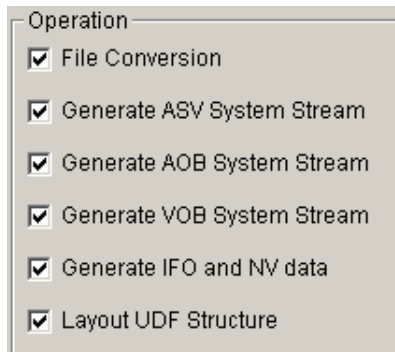 Operation
File Conversion
Generate ASV System Stream
Generate AOB System Stream
Generate VOB System Stream
Generate IFO and NV data
Layout UDF Structure